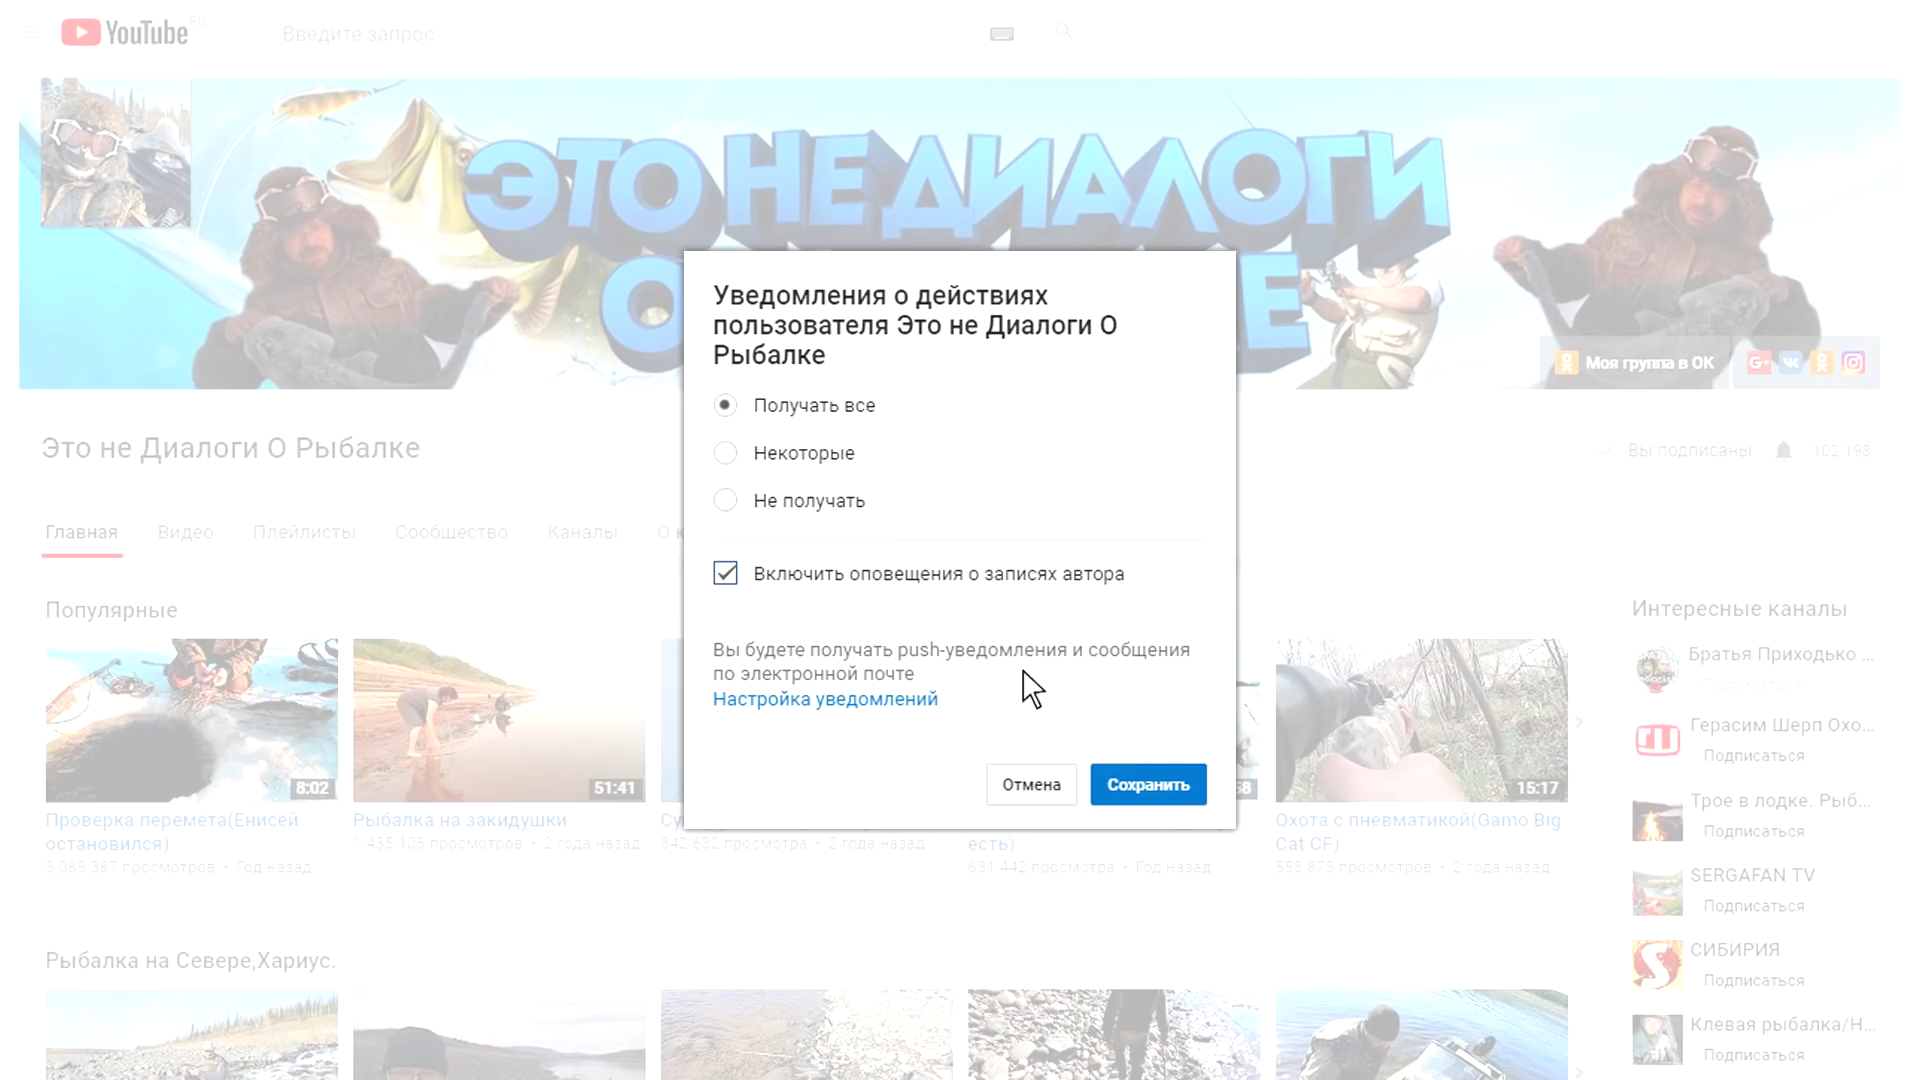 YouTube RU
Введите запрос
ЭТО НЕ ДИАЛОГИ
Моя группа в ОК
Уведомления о действиях
пользователя Это не Диалоги О
Рыбалке
Получать все
Некоторые
Не получать
Включить оповещения о записях автора
Вы будете получать push-уведомления и сообщения
по электронной почте
Настройка уведомлений
Отмена
Сохранить
Это не Диалоги О Рыбалке
Вы подписаны
102 198
Главная
Видео
Плейлисты
Сообщество
Каналы
О к
Популярные
8:02
Проверка перемета(Енисей
остановился)
3 089 387 просмотров • Год назад
51:41
Рыбалка на закидушки
1 435 105 просмотров • 2 года назад
842 632 просмотра • 2 года назад
58
есть)
631 442 просмотра • Год назад
15:17
Охота с пневматикой(Gamo Big
Cat CF)
558 875 просмотров • 2 года назад
Рыбалка на Севере,Хариус.
Интересные каналы
Братья Приходько ...
Подписаться
Герасим Шерп Охо...
Подписаться
Трое в лодке. Рыб...
Подписаться
SERGAFAN TV
Подписаться
СИБИРИЯ
Подписаться
Клевая рыбалка/Н...
Подписаться